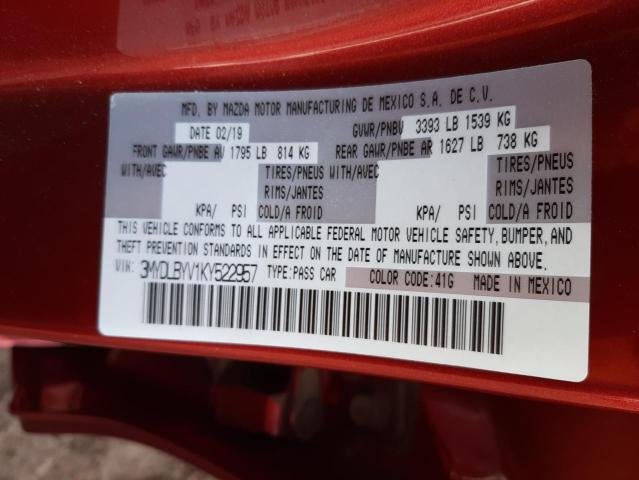 MFD. BY MAZDA MOTOR MANUFACTURING DE MEXICO S.A. DE C.V.
DATE 02/19 GVWR/PNBV 3393 LB 1539 KG
FRONT GAWR/PNBE AV 1795 LB 814 KG REAR GAWR/PNBE AR 1627 LB 738 KG
WITH/AVEC TIRES/PNEUS WITH/AVEC TIRES/PNEUS
RIMS/JANTES RIMS/JANTES
KPA/ PSI COLD/A FROID KPA/ PSI COLD/A FROID
THIS VEHICLE CONFORMS TO ALL APPLICABLE FEDERAL MOTOR VEHICLE SAFETY, BUMPER, AND
THEFT PREVENTION STANDARDS IN EFFECT ON THE DATE OF MANUFACTURE SHOWN ABOVE.
VIN: 3MYDLBYV1KY522957 TYPE:PASS CAR COLOR CODE:41G MADE IN MEXICO